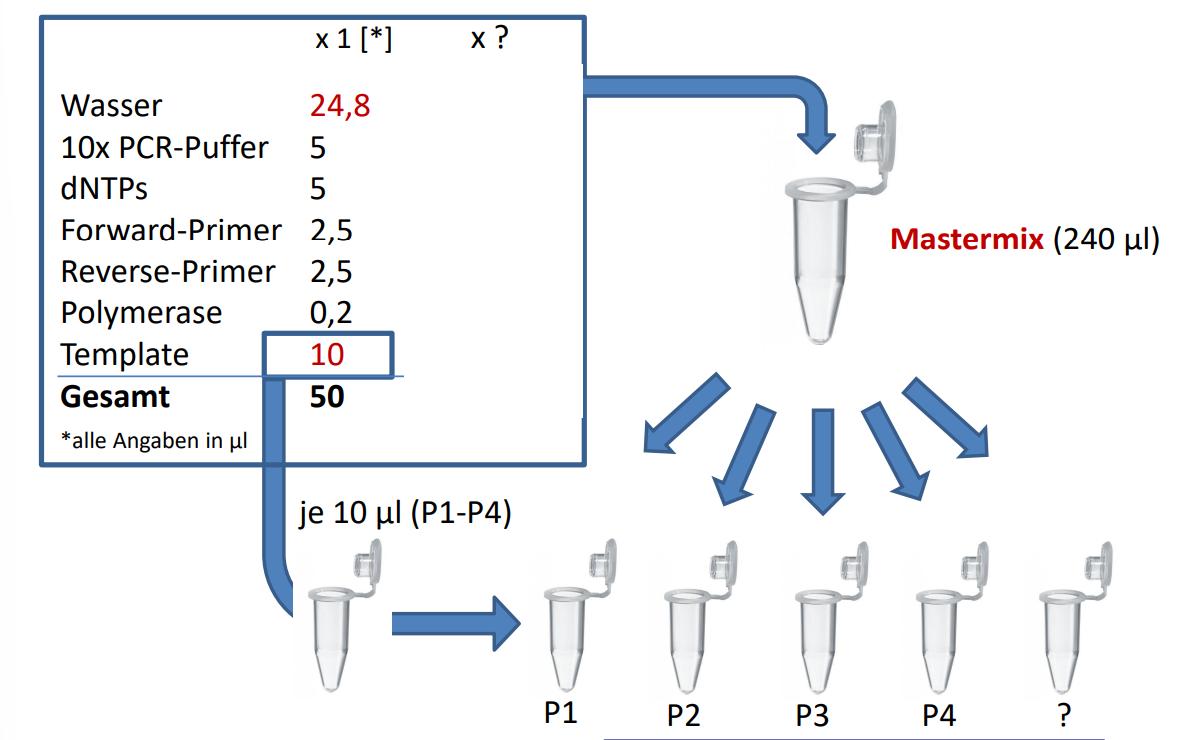 x 1 [*] x ?
Wasser 24,8
10x PCR-Puffer 5
dNTPs 5
Forward-Primer 2,5
Reverse-Primer 2,5
Polymerase 0,2
Template 10
Gesamt 50
*alle Angaben in µl
Mastermix (240 µl)
je 10 µl (P1-P4)
P1 P2 P3 P4 ?